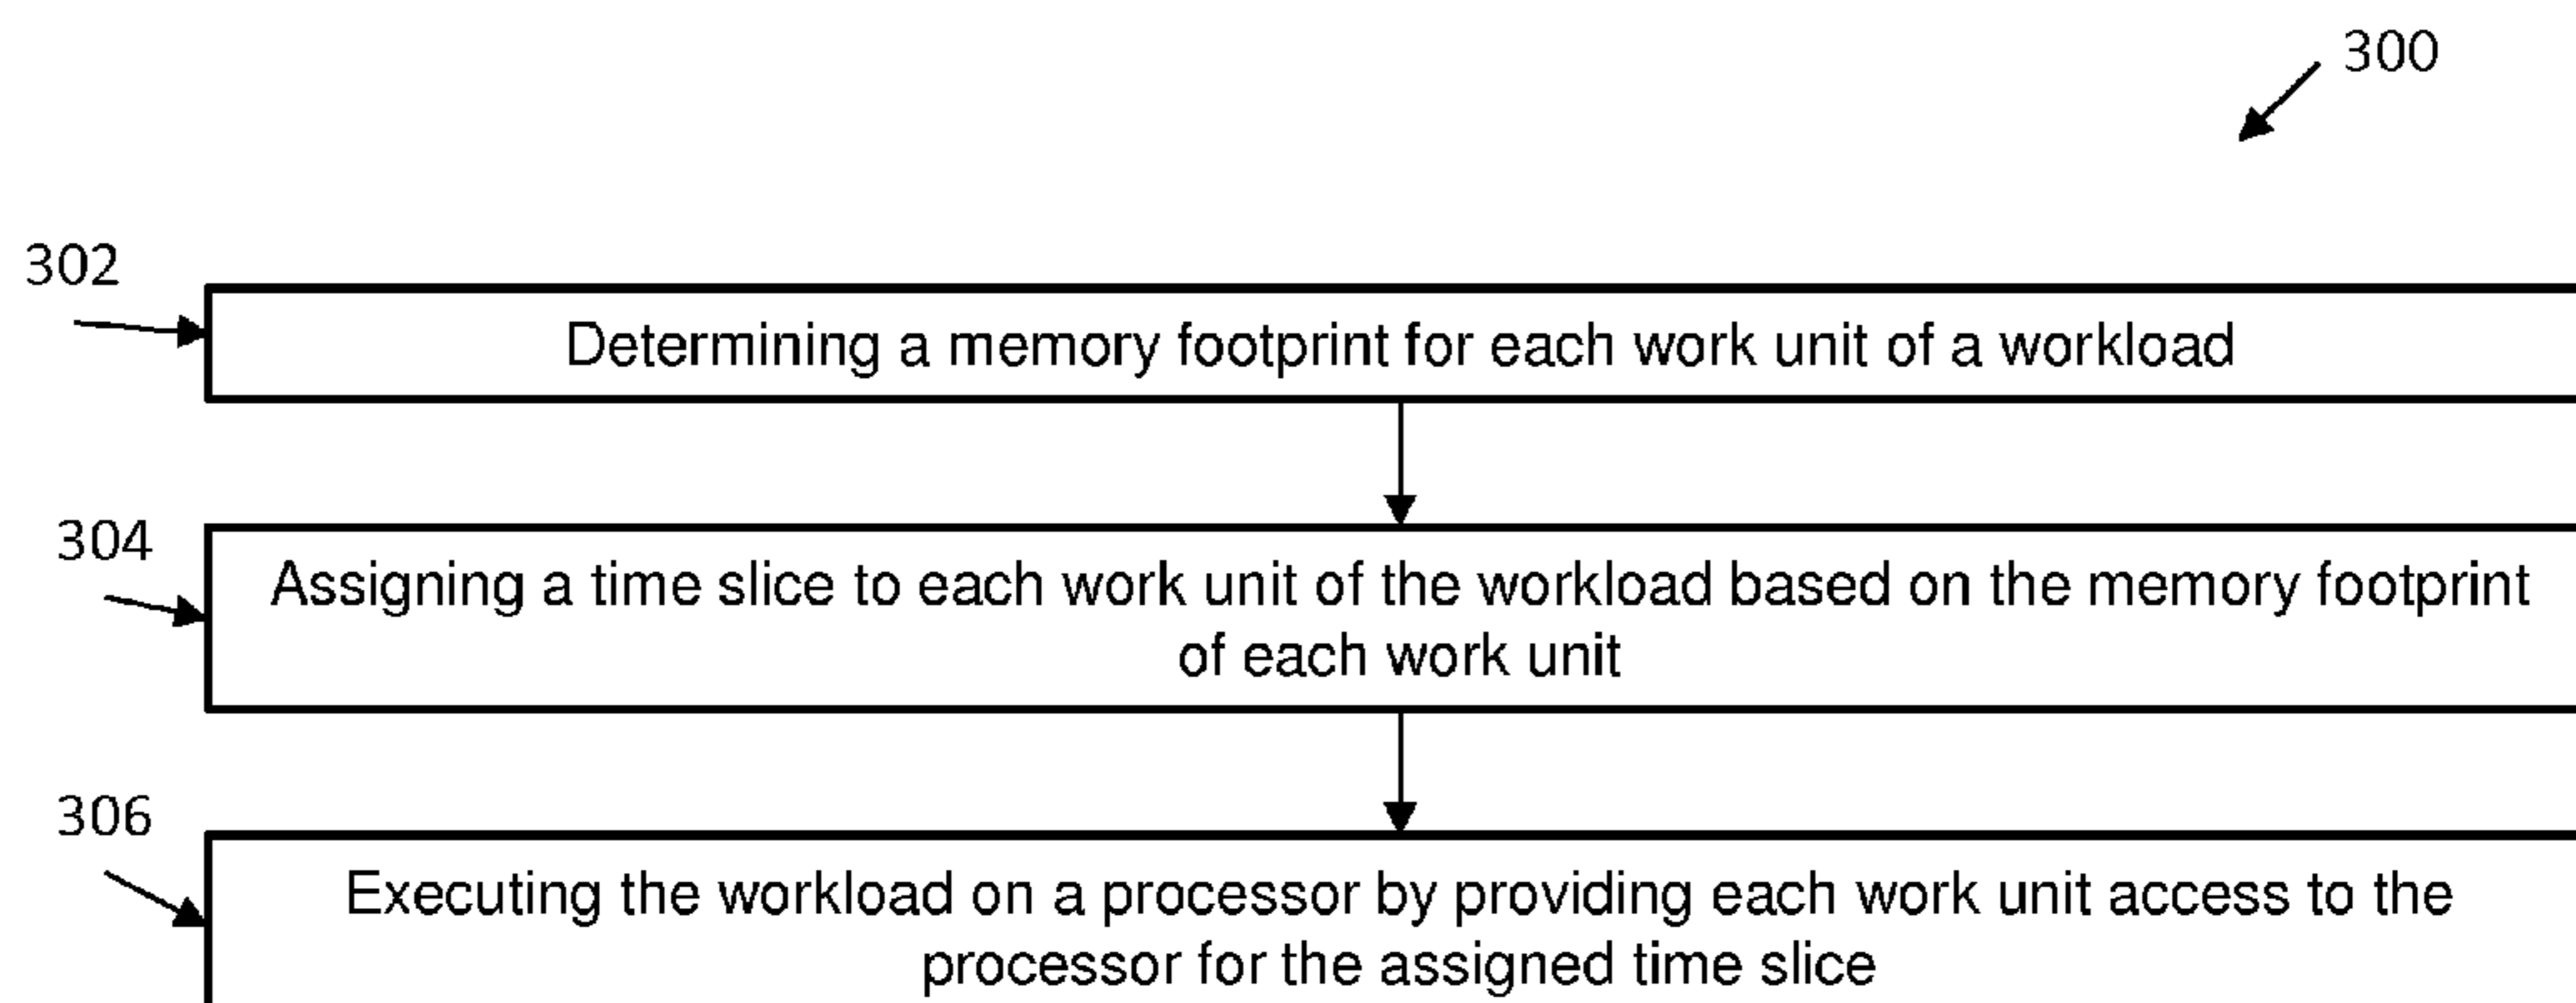 300
302
Determining a memory footprint for each work unit of a workload
304
Assigning a time slice to each work unit of the workload based on the memory footprint
of each work unit
306
Executing the workload on a processor by providing each work unit access to the
processor for the assigned time slice